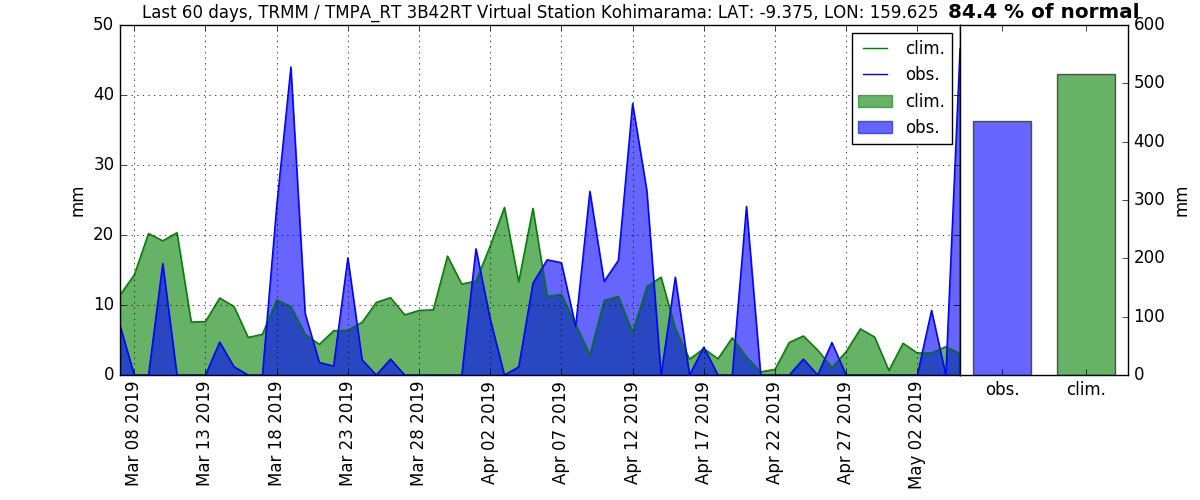 Last 60 days, TRMM / TMPA_RT 3B42RT Virtual Station Kohimarama: LAT: -9.375, LON: 159.625 84.4 % of normal
50
40
30
20
10
0
mm
clim.
obs.
clim.
obs.
600
500
400
300
200
100
0
mm
obs. clim.
Mar 08 2019
Mar 13 2019
Mar 18 2019
Mar 23 2019
Mar 28 2019
Apr 02 2019
Apr 07 2019
Apr 12 2019
Apr 17 2019
Apr 22 2019
Apr 27 2019
May 02 2019